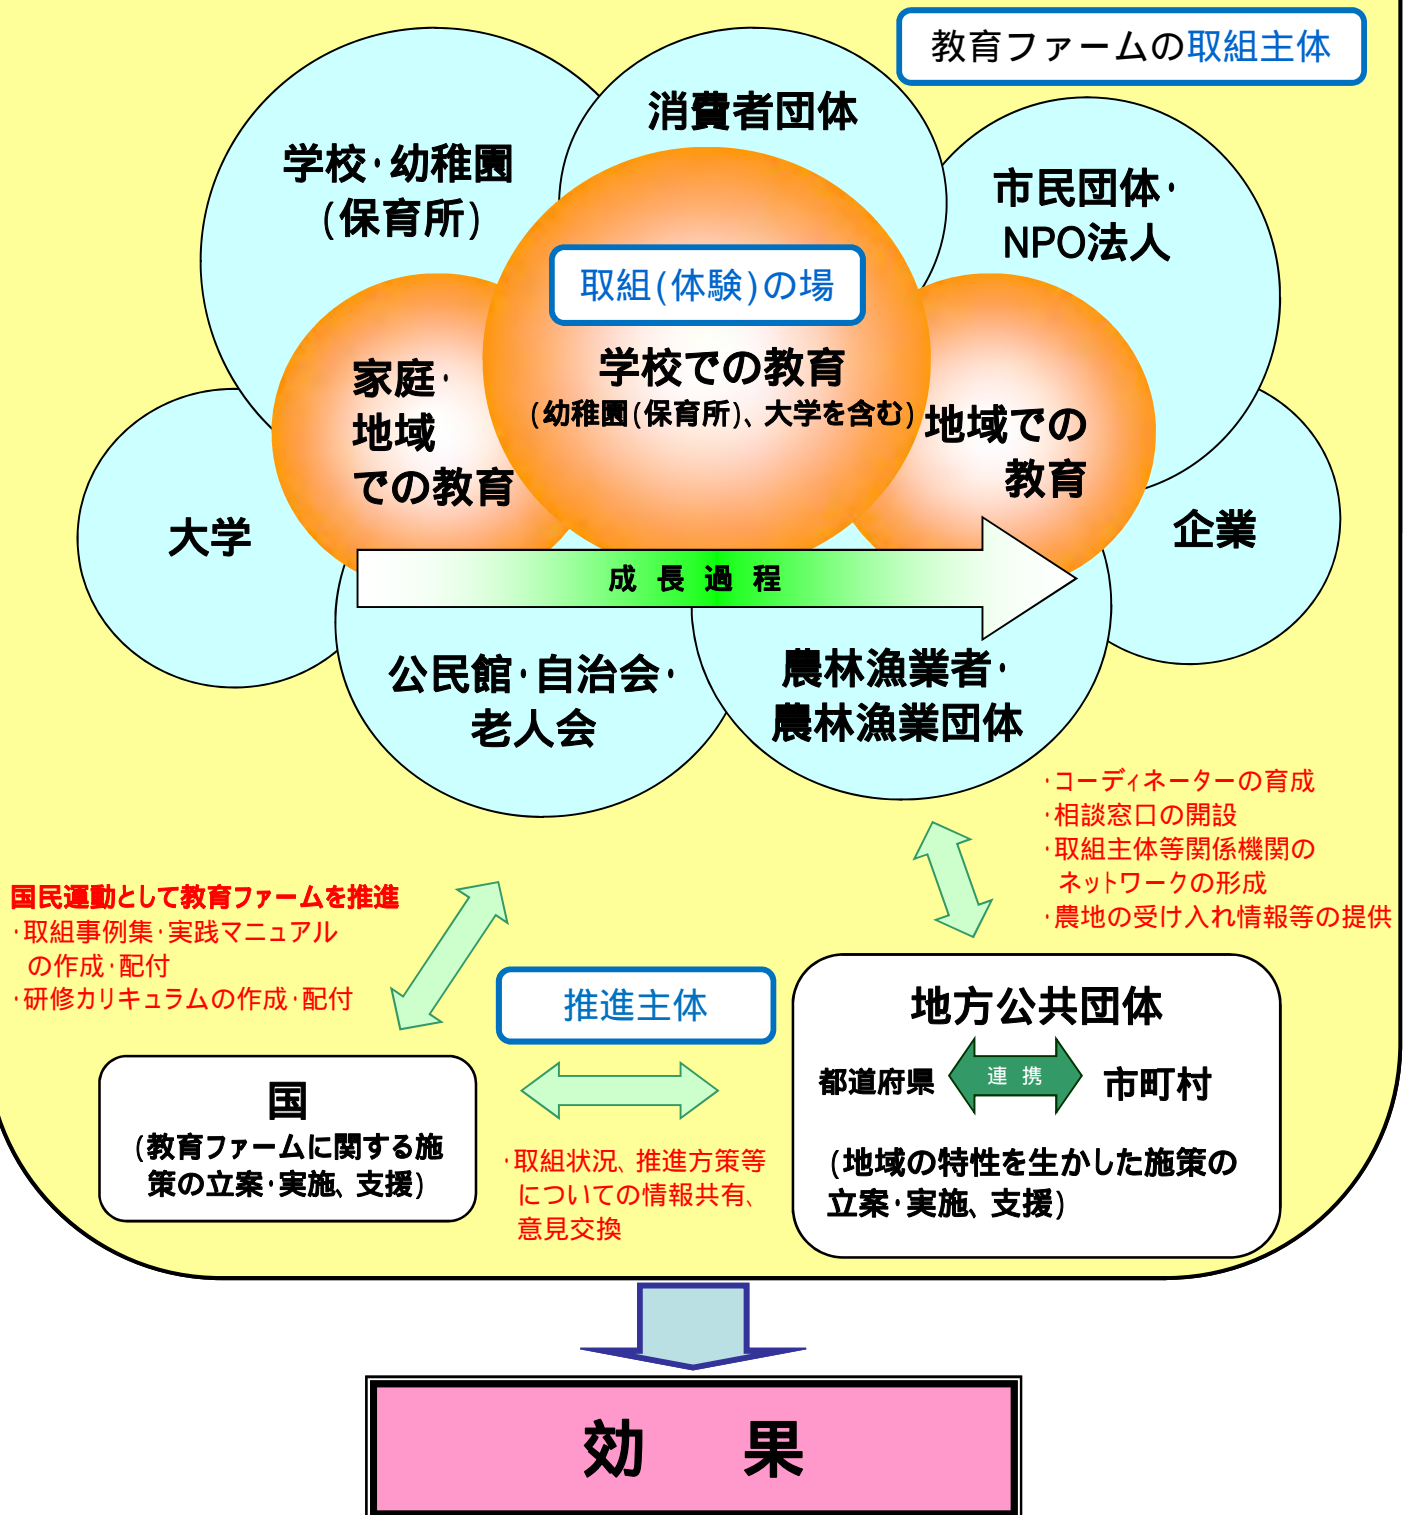 教育ファームの取組主体
消費者団体
学校・幼稚園
(保育所)
市民団体・
NPO法人
取組(体験)の場
学校での教育
(幼稚園(保育所)、大学を含む)
家庭・
地域
での教育
地域での
教育
大学
企業
成長過程
公民館・自治会・
老人会
農林漁業者・
農林漁業団体
・コーディネーターの育成
・相談窓口の開設
・取組主体等関係機関の
ネットワークの形成
・農地の受け入れ情報等の提供
国民運動として教育ファームを推進
・取組事例集・実践マニュアル
の作成・配付
・研修カリキュラムの作成・配付
推進主体
地方公共団体
都道府県
連携
市町村
(地域の特性を生かした施策の
立案・実施、支援)
国
(教育ファームに関する施
策の立案・実施、支援)
・取組状況、推進方策等
についての情報共有、
意見交換
効果